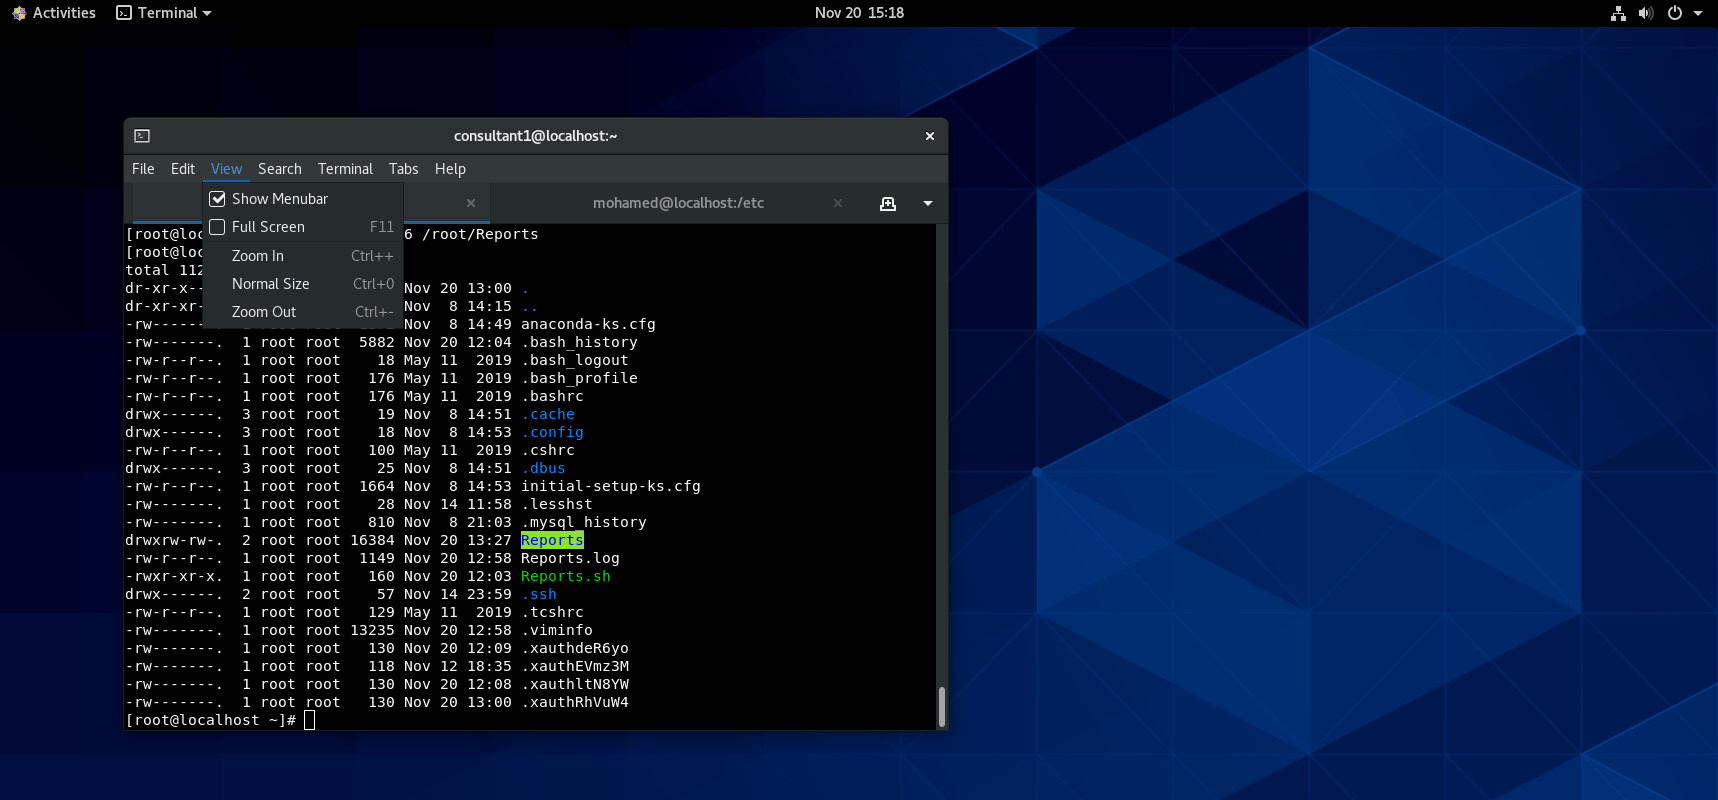 Activities Terminal Nov 20 15:18
consultant1@localhost:~
File Edit View Search Terminal Tabs Help
Show Menubar
mohamed@localhost:/etc
Full Screen F11
Zoom In Ctrl++
Normal Size Ctrl+0
Zoom Out Ctrl+-
[root@loc 6 /root/Reports
[root@loc
total 112
dr-xr-x-- Nov 20 13:00 .
dr-xr-xr- Nov  8 14:15 ..
-rw------ Nov  8 14:49 anaconda-ks.cfg
-rw-------.  1 root root  5882 Nov 20 12:04 .bash_history
-rw-r--r--.  1 root root    18 May 11  2019 .bash_logout
-rw-r--r--.  1 root root   176 May 11  2019 .bash_profile
-rw-r--r--.  1 root root   176 May 11  2019 .bashrc
drwx------.  3 root root    19 Nov  8 14:51 .cache
drwx------.  3 root root    18 Nov  8 14:53 .config
-rw-r--r--.  1 root root   100 May 11  2019 .cshrc
drwx------.  3 root root    25 Nov  8 14:51 .dbus
-rw-r--r--.  1 root root  1664 Nov  8 14:53 initial-setup-ks.cfg
-rw-------.  1 root root    28 Nov 14 11:58 .lesshst
-rw-------.  1 root root   810 Nov  8 21:03 .mysql_history
drwxrw-rw-.  2 root root 16384 Nov 20 13:27 Reports
-rw-r--r--.  1 root root  1149 Nov 20 12:58 Reports.log
-rwxr-xr-x.  1 root root   160 Nov 20 12:03 Reports.sh
drwx------.  2 root root    57 Nov 14 23:59 .ssh
-rw-r--r--.  1 root root   129 May 11  2019 .tcshrc
-rw-------.  1 root root 13235 Nov 20 12:58 .viminfo
-rw-------.  1 root root   130 Nov 20 12:09 .xauthdeR6yo
-rw-------.  1 root root   118 Nov 12 18:35 .xauthEVmz3M
-rw-------.  1 root root   130 Nov 20 12:08 .xauthltN8YW
-rw-------.  1 root root   130 Nov 20 13:00 .xauthRhVuW4
[root@localhost ~]#